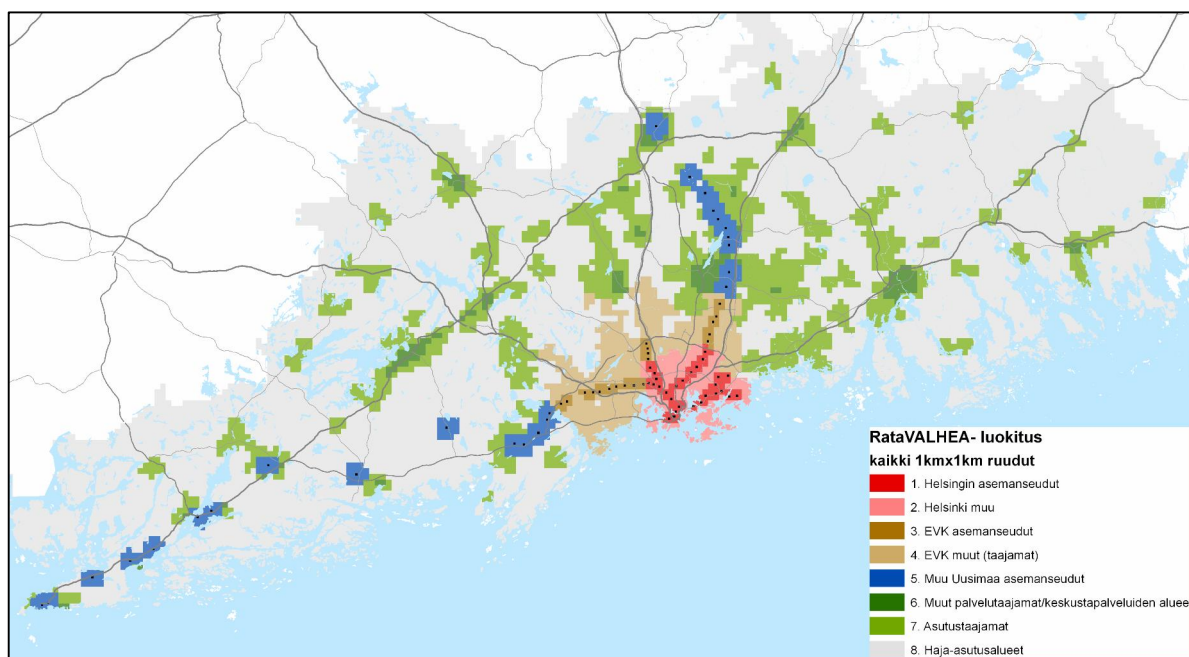 RataVALHEA- luokitus
kaikki 1kmx1km ruudut
1. Helsingin asemanseudut
2. Helsinki muu
3. EVK asemanseudut
4. EVK muut (taajamat)
5. Muu Uusimaa asemanseudut
6. Muut palvelutaajamat/keskustapalveluiden aluee
7. Asutustaajamat
8. Haja-asutusalueet